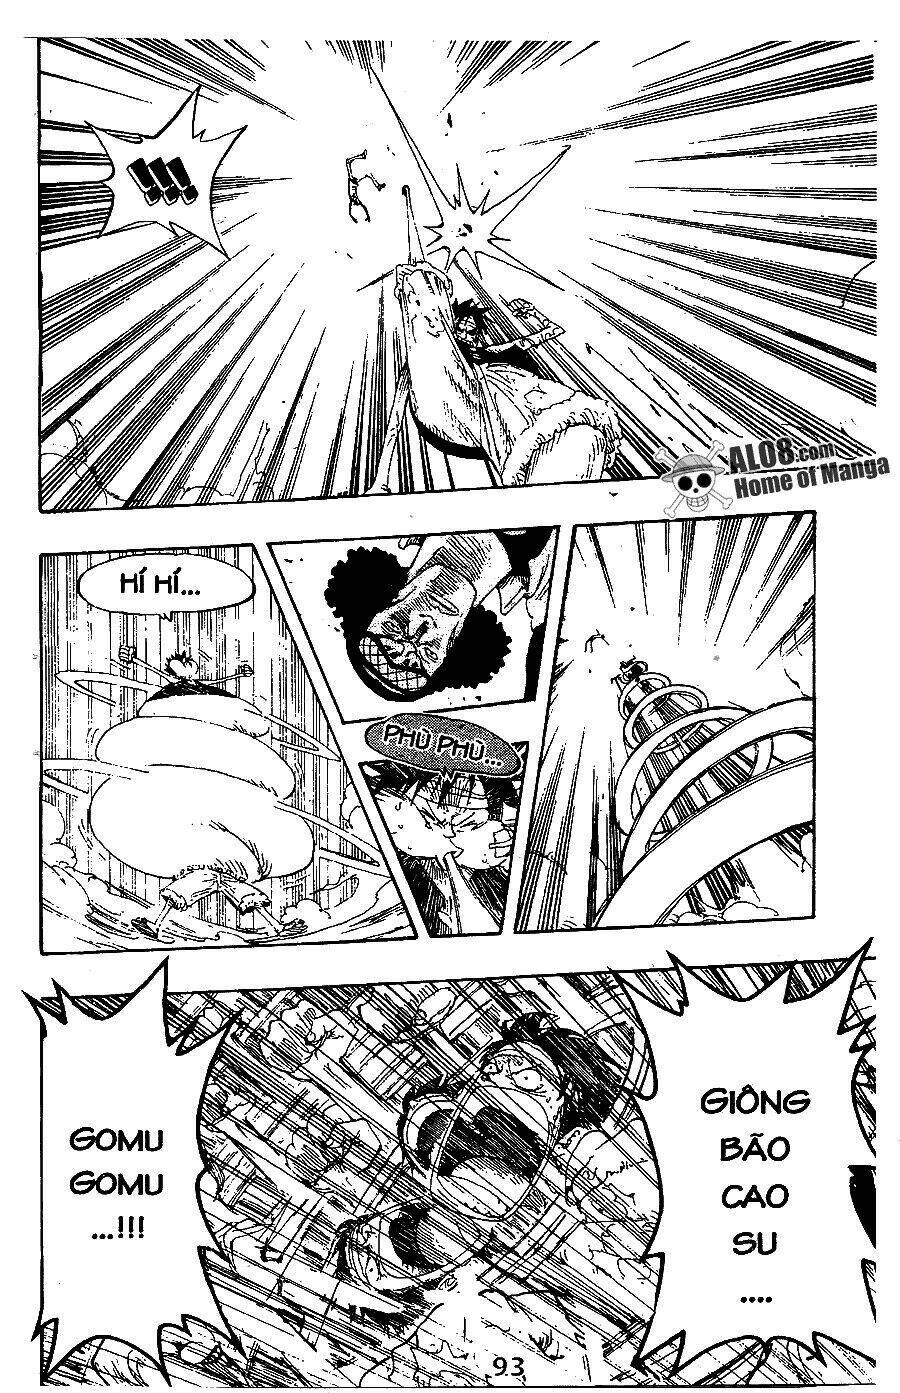 !!!
AL08.com
Home of Manga
HÍ HÍ...
PHÙ PHÙ...
GOMU
GOMU
...!!!
GIÔNG
BÃO
CAO
SU
....
93